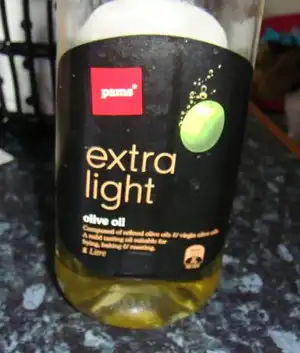 pams
extra
light
olive oil
Composed of refined olive oils & virgin olive oils.
A mild tasting oil suitable for
frying, baking & roasting.
Litre